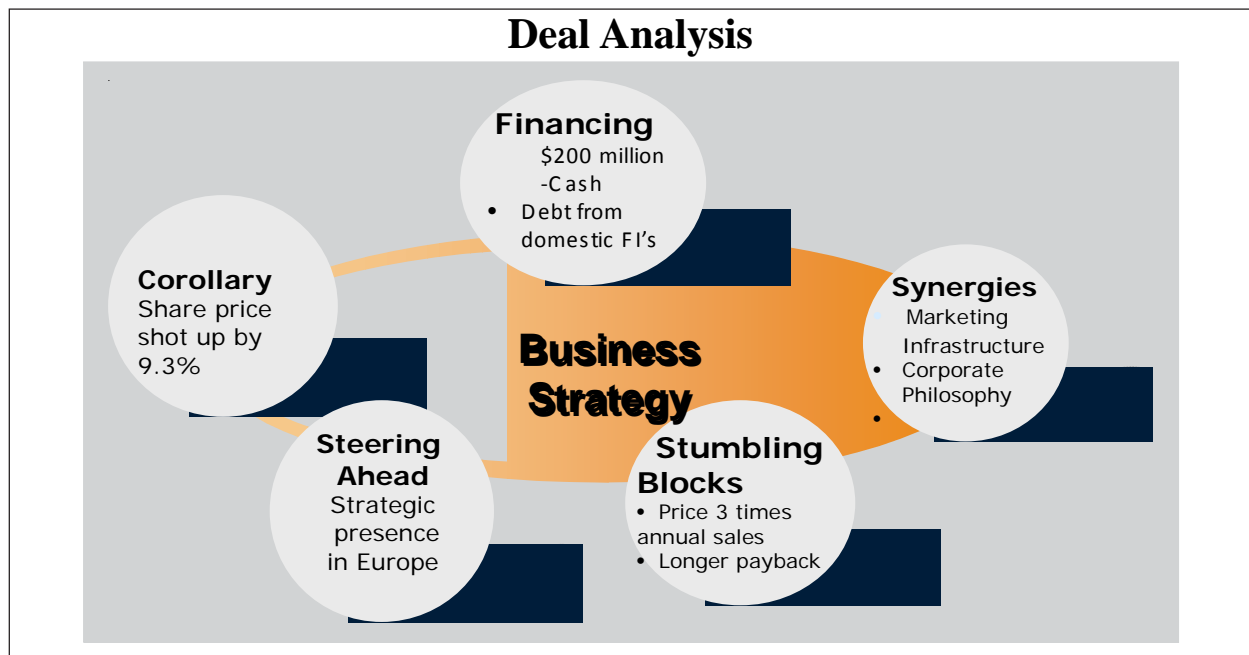 Deal Analysis
Financing
$200 million
-Cash
• Debt from
domestic FI's
Corollary
Share price
shot up by
9.3%
Synergies
Marketing
Infrastructure
• Corporate
Philosophy
•
Business
Strategy
Steering
Ahead
Strategic
presence
in Europe
Stumbling
Blocks
• Price 3 times
annual sales
• Longer payback